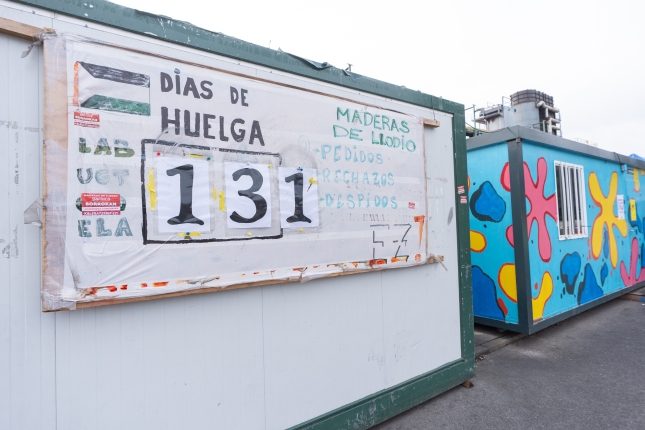 DIAS DE
HUELGA
LAB
UGT
ELA
131
MADERAS
DE LLODIO
-PEDIDOS
RECHAZOS
DESPIDOS
E-Z